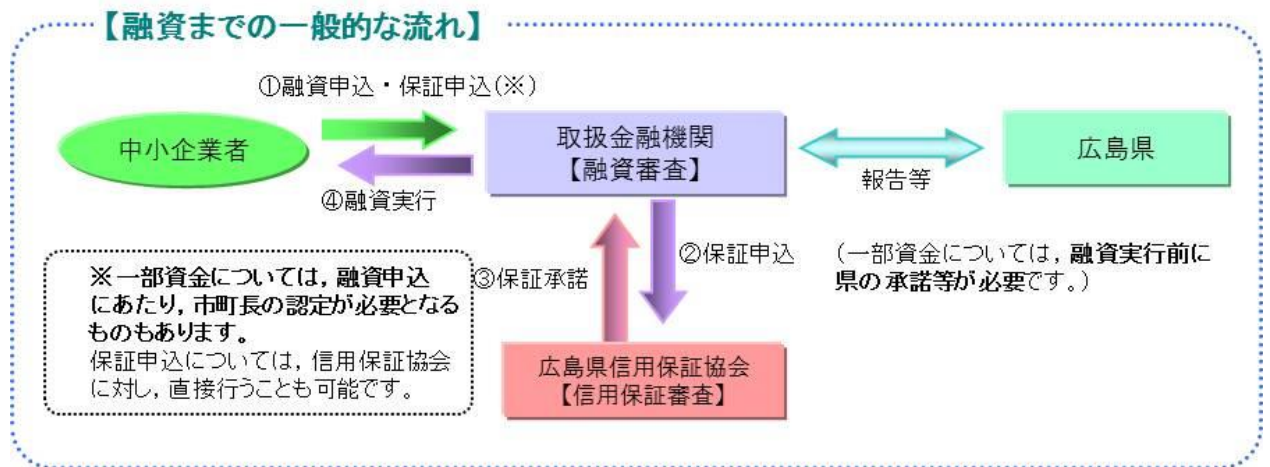 【融資までの一般的な流れ】
①融資申込・保証申込(※)
中小企業者
取扱金融機関
【融資審査】
広島県
報告等
④融資実行
②保証申込
③保証承諾
(一部資金については,融資実行前に
県の承諾等が必要です。)
※一部資金については,融資申込
にあたり,市町長の認定が必要となる
ものもあります。
保証申込については,信用保証協会
に対し,直接行うことも可能です。
広島県信用保証協会
【信用保証審査】